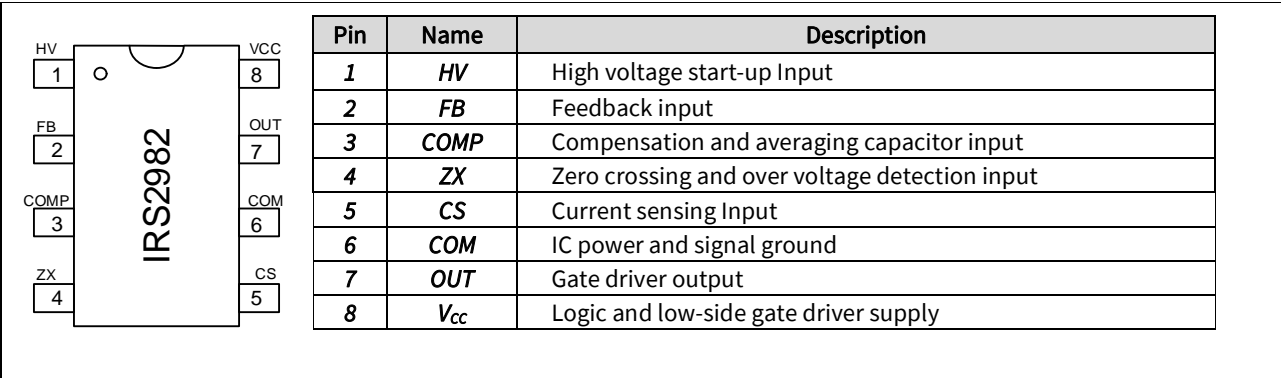 HV
1
FB
2
COMP
3
ZX
4
IRS2982
VCC
8
OUT
7
COM
6
CS
5
Pin Name Description
1 HV High voltage start-up Input
2 FB Feedback input
3 COMP Compensation and averaging capacitor input
4 ZX Zero crossing and over voltage detection input
5 CS Current sensing Input
6 COM IC power and signal ground
7 OUT Gate driver output
8 VCC Logic and low-side gate driver supply